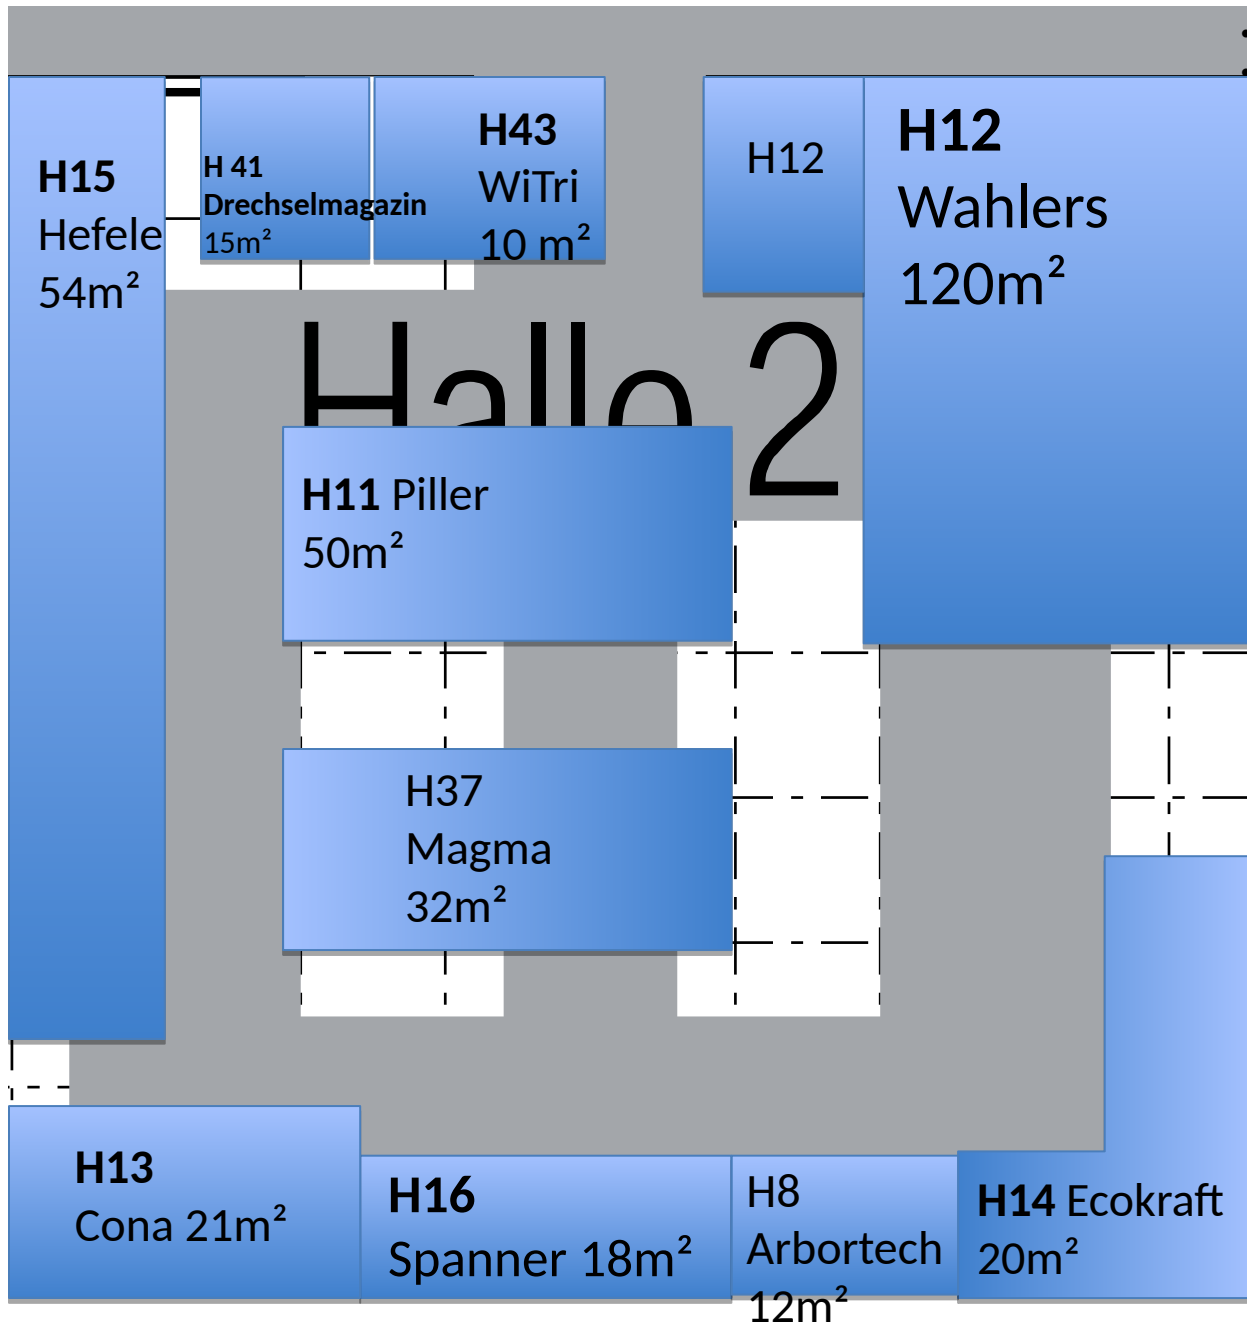 H15
Hefele
54m²
H 41
Drechselmagazin
15m²
H43
WiTri
10 m²
H12
H12
Wahlers
120m²
Halle 2
H11 Piller
50m²
H37
Magma
32m²
H13
Cona 21m²
H16
Spanner 18m²
H8
Arbortech
12m²
H14 Ecokraft
20m²